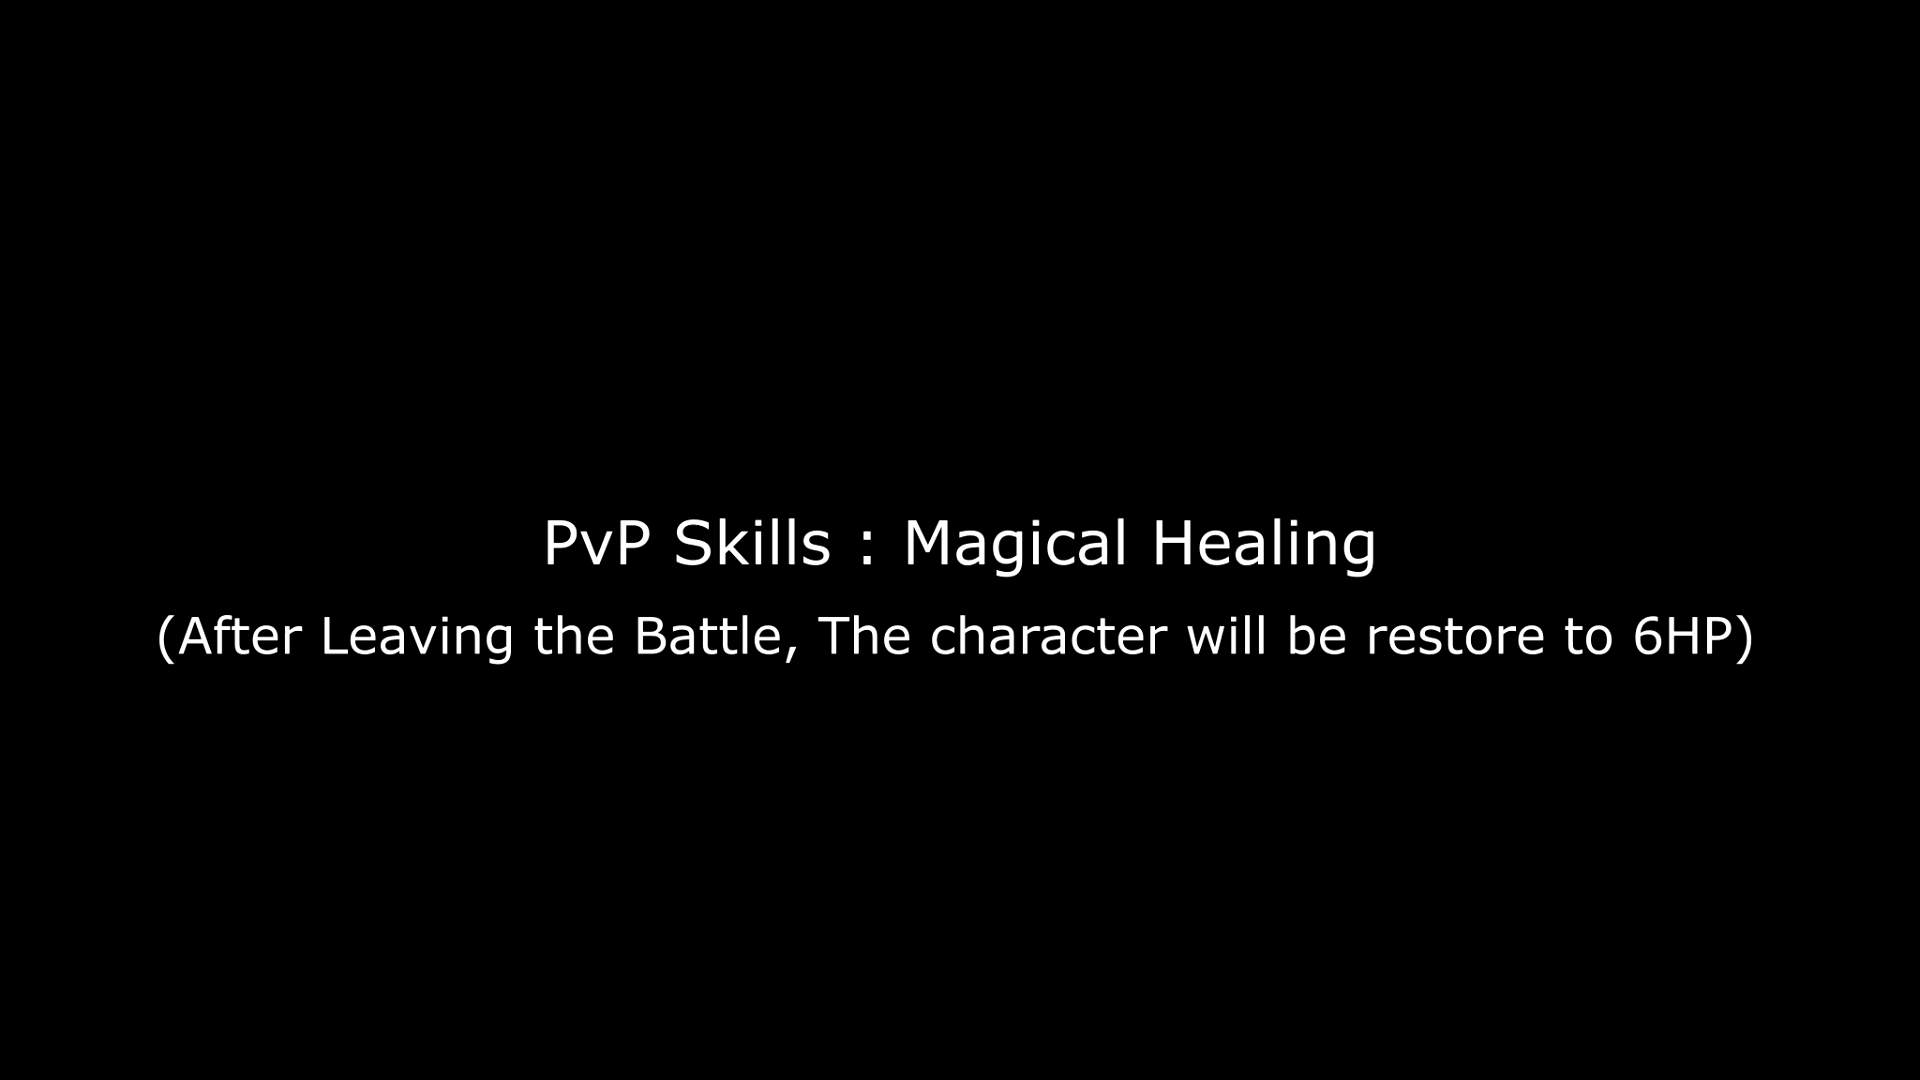 PvP Skills : Magical Healing
(After Leaving the Battle, The character will be restore to 6HP)